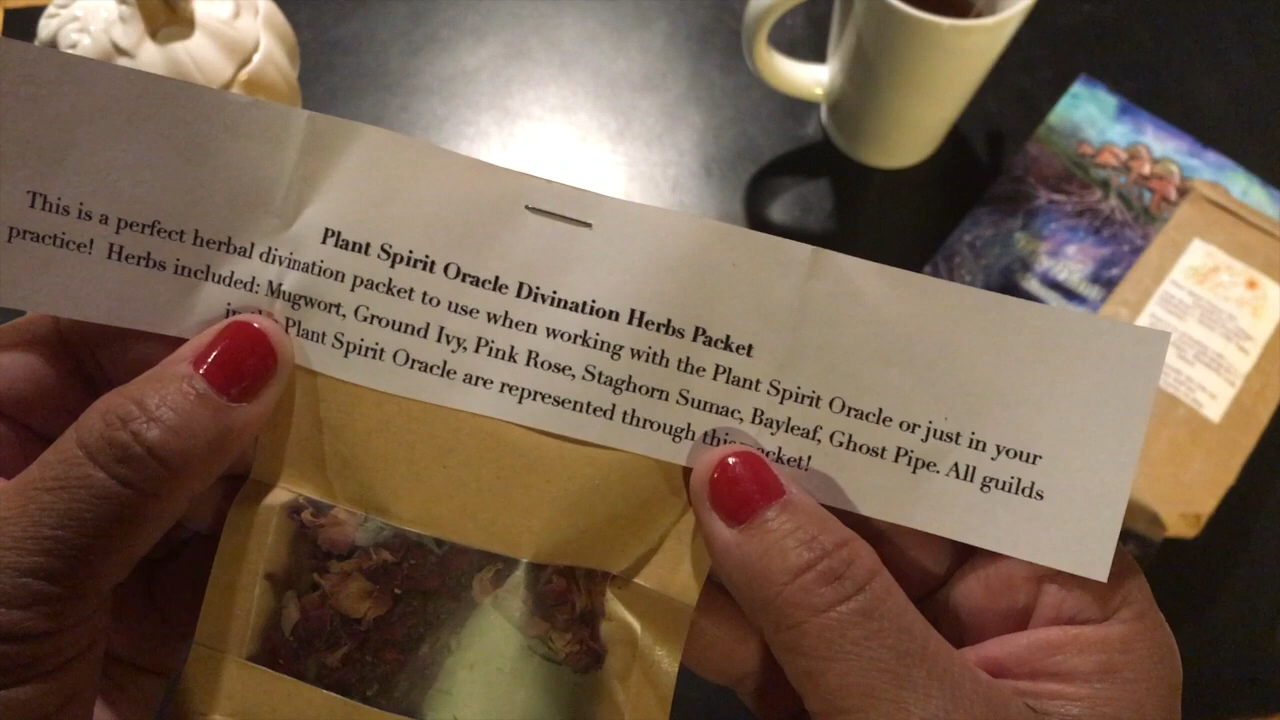 Plant Spirit Oracle Divination Herbs Packet
This is a perfect herbal divination packet to use when working with the Plant Spirit Oracle or just in your
practice! Herbs included: Mugwort, Ground Ivy, Pink Rose, Staghorn Sumac, Bayleaf, Ghost Pipe. All guilds
Plant Spirit Oracle are represented through this